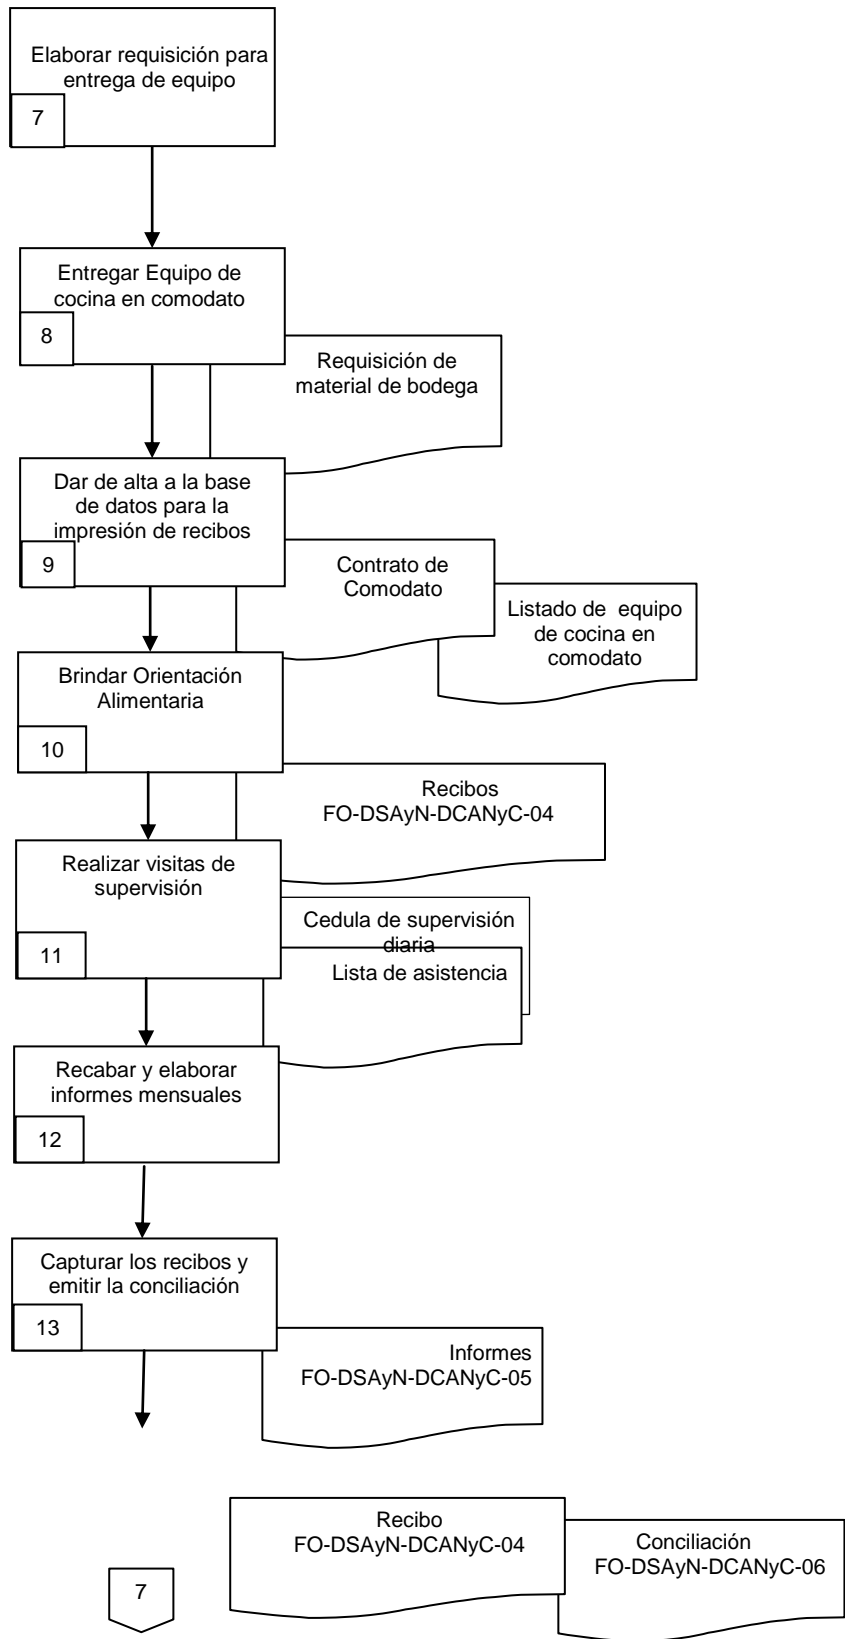 Elaborar requisición para
entrega de equipo
7
Entregar Equipo de
cocina en comodato
8
Requisición de
material de bodega
Dar de alta a la base
de datos para la
impresión de recibos
9
Contrato de
Comodato
Listado de equipo
de cocina en
comodato
Brindar Orientación
Alimentaria
10
Recibos
FO-DSAyN-DCANyC-04
Realizar visitas de
supervisión
11
Cedula de supervisión
diaria
Lista de asistencia
Recabar y elaborar
informes mensuales
12
Capturar los recibos y
emitir la conciliación
13
Informes
FO-DSAyN-DCANyC-05
Recibo
FO-DSAyN-DCANyC-04
Conciliación
FO-DSAyN-DCANyC-06
7